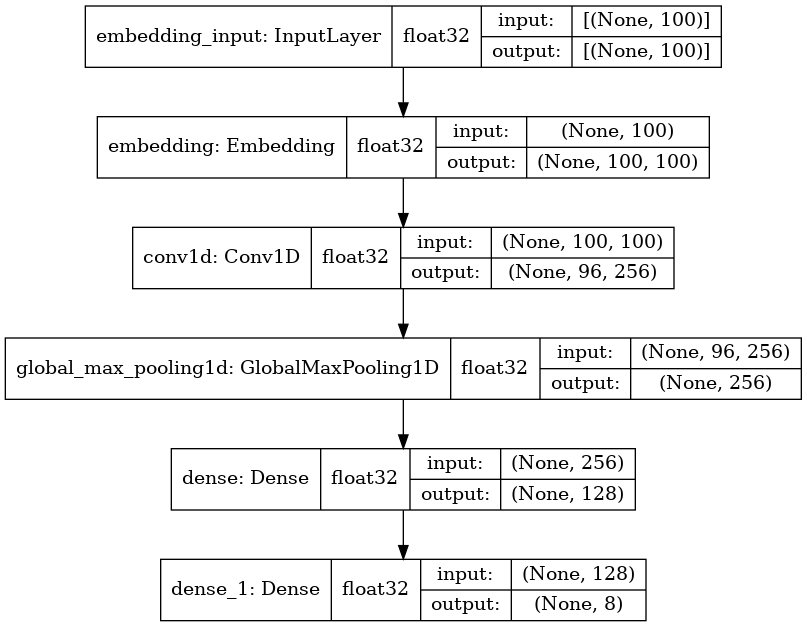 embedding_input: InputLayer float32 input: [(None, 100)]
output: [(None, 100)]
embedding: Embedding float32 input: (None, 100)
output: (None, 100, 100)
conv1d: Conv1D float32 input: (None, 100, 100)
output: (None, 96, 256)
global_max_pooling1d: GlobalMaxPooling1D float32 input: (None, 96, 256)
output: (None, 256)
dense: Dense float32 input: (None, 256)
output: (None, 128)
dense_1: Dense float32 input: (None, 128)
output: (None, 8)